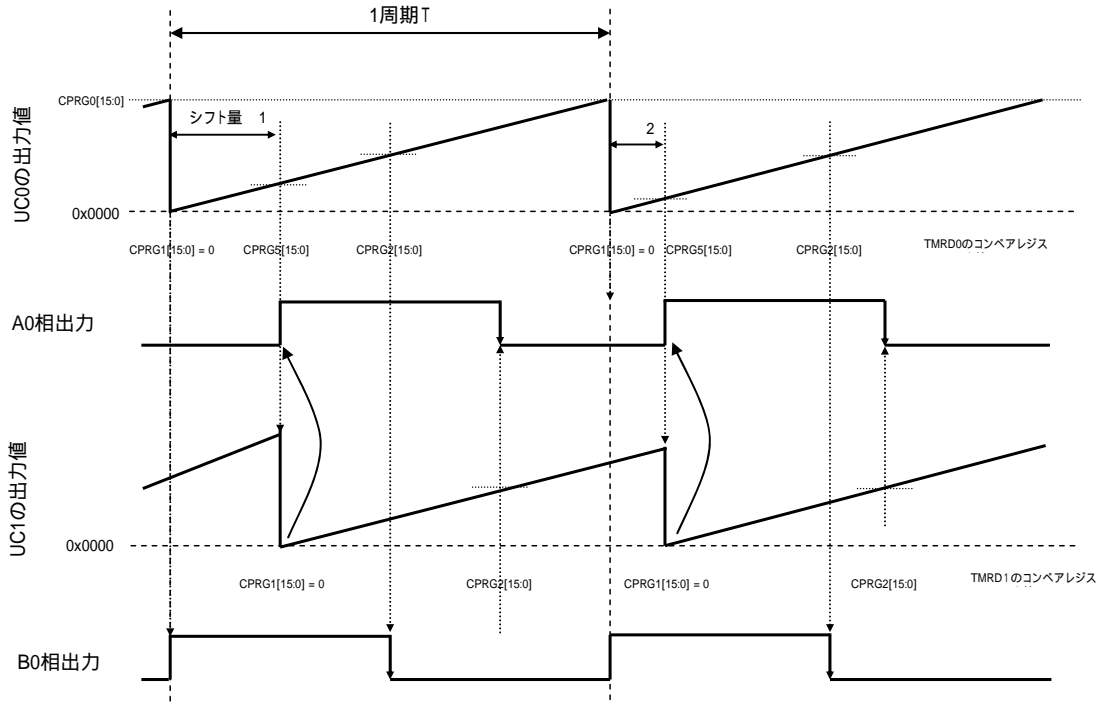 1周期T
CPRG0[15:0]
シフト量 1
2
UC0の出力値
0x0000
CPRG1[15:0] = 0 CPRG5[15:0] CPRG2[15:0] CPRG1[15:0] = 0 CPRG5[15:0] CPRG2[15:0] TMRD0のコンペアレジス
A0相出力
UC1の出力値
0x0000
CPRG1[15:0] = 0 CPRG2[15:0] CPRG1[15:0] = 0 CPRG2[15:0] TMRD1のコンペアレジス
B0相出力